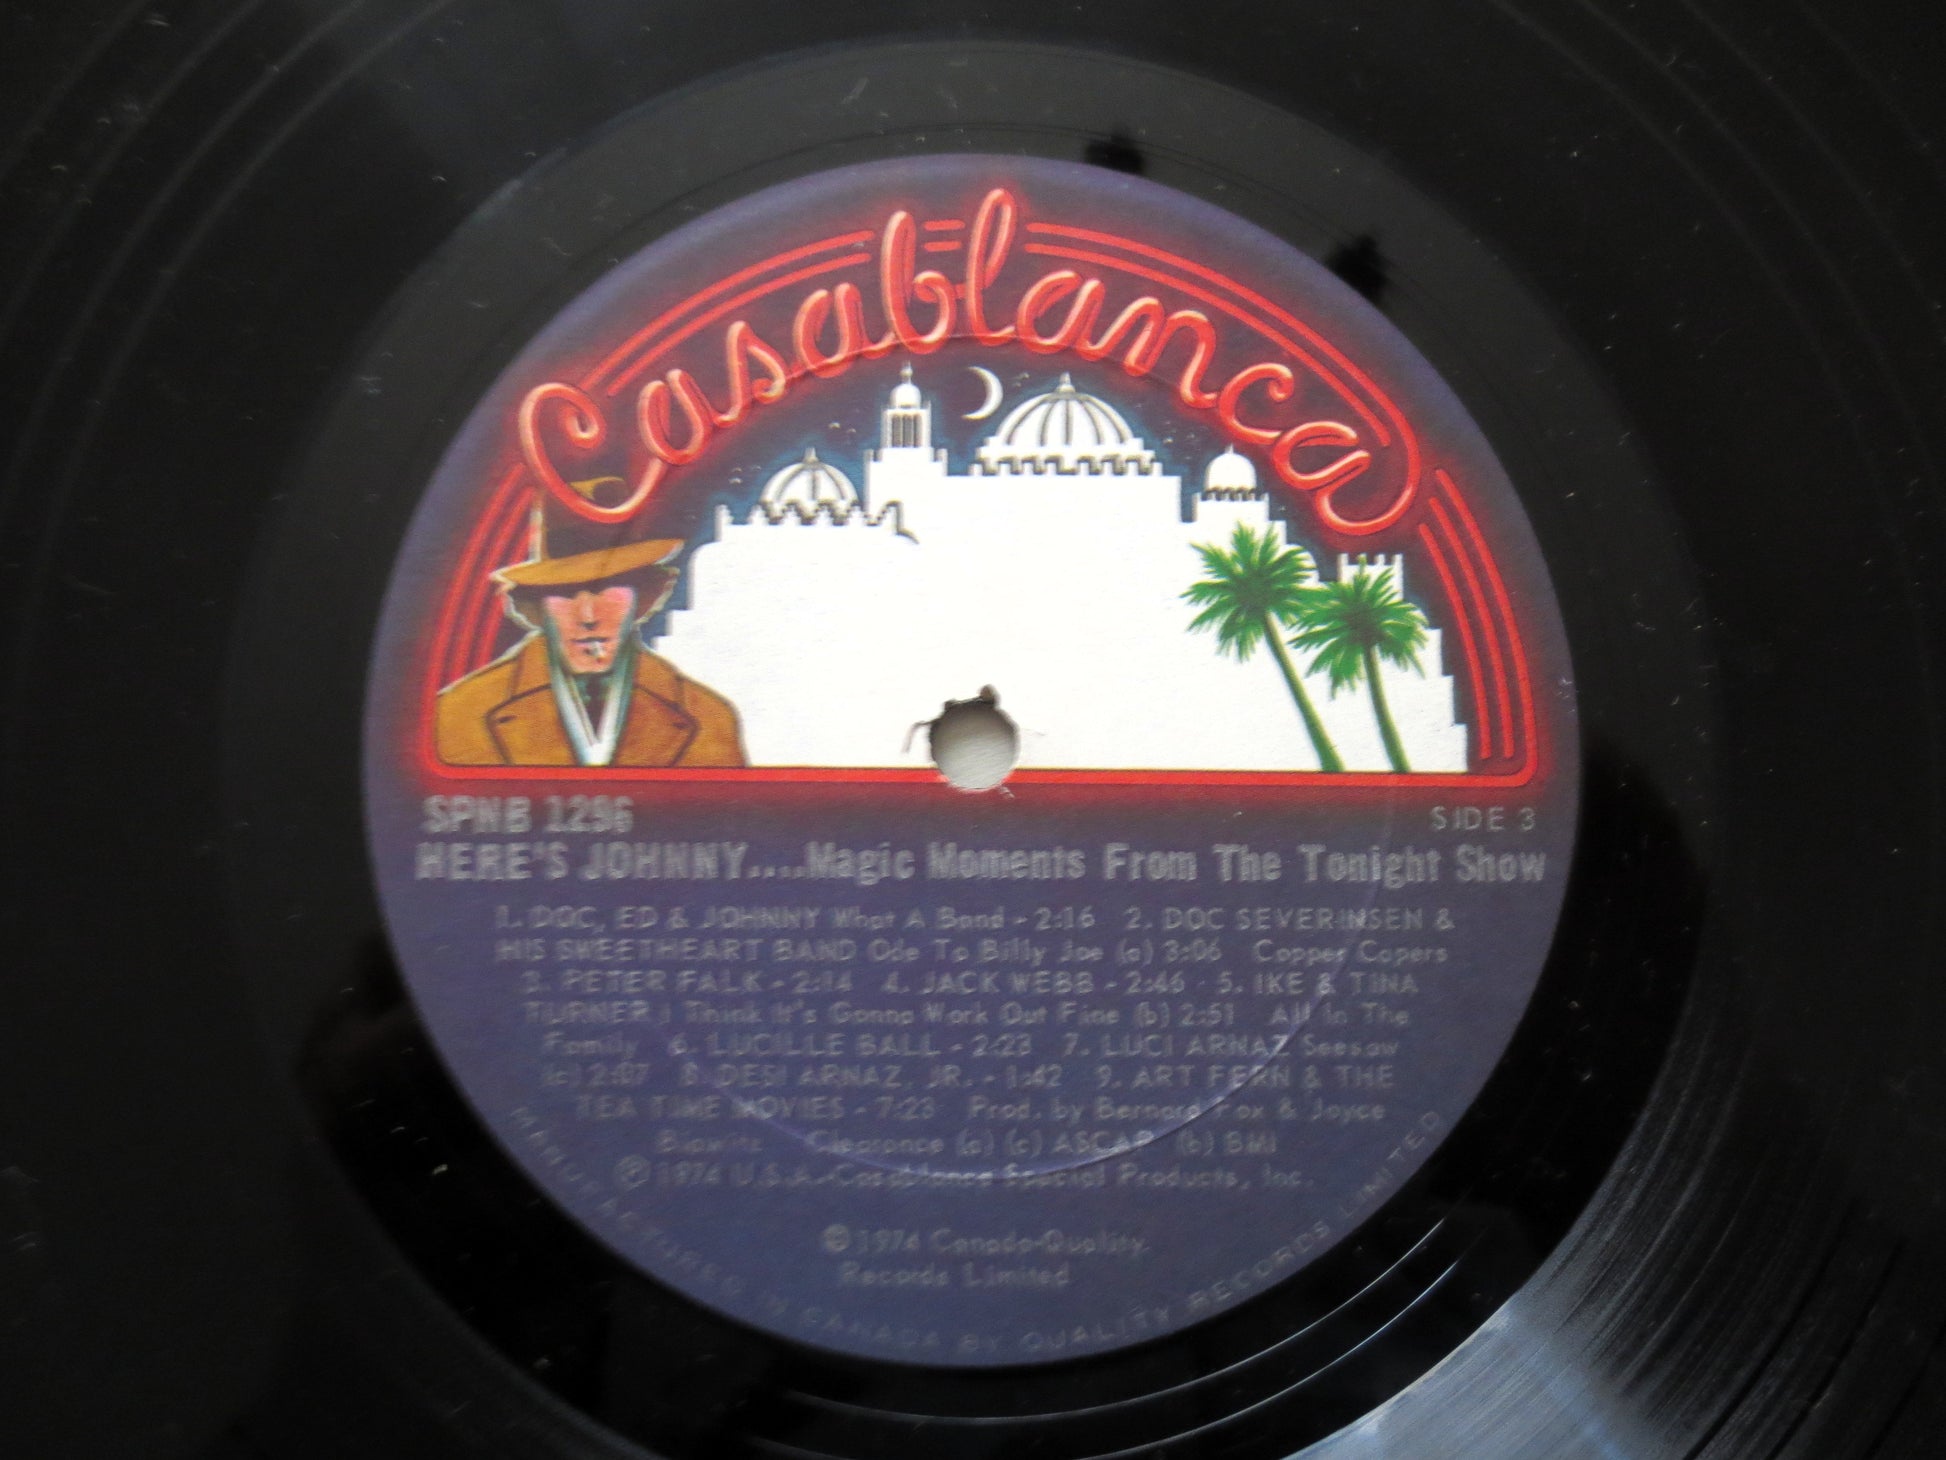 Casablanca
SPNB 1296
SIDE 3
HERE'S JOHNNY....Magic Moments From The Tonight Show
1. DOC, ED & JOHNNY What A Band - 2:16 2. DOC SEVERINSEN &
HIS SWEETHEART BAND Ode To Billy Joe (a) 3:06 Copper Capers
3. PETER FALK - 2:14 4. JACK WEBB - 2:46 5. IKE & TINA
TURNER I Think It's Gonna Work Out Fine (b) 2:51 All In The
Family 6. LUCILLE BALL - 2:23 7. LUCI ARNAZ Seesaw
(c) 2:07 8. DESI ARNAZ, JR. - 1:42 9. ART FERN & THE
TEA TIME MOVIES - 7:23 Prod. by Bernard Fox & Joyce
Biawitz Clearance (a) (c) ASCAP (b) BMI
℗ 1974 U.S.A.-Casablanca Special Products, Inc.
© 1974 Canada-Quality
Records Limited
MANUFACTURED IN CANADA BY QUALITY RECORDS LIMITED